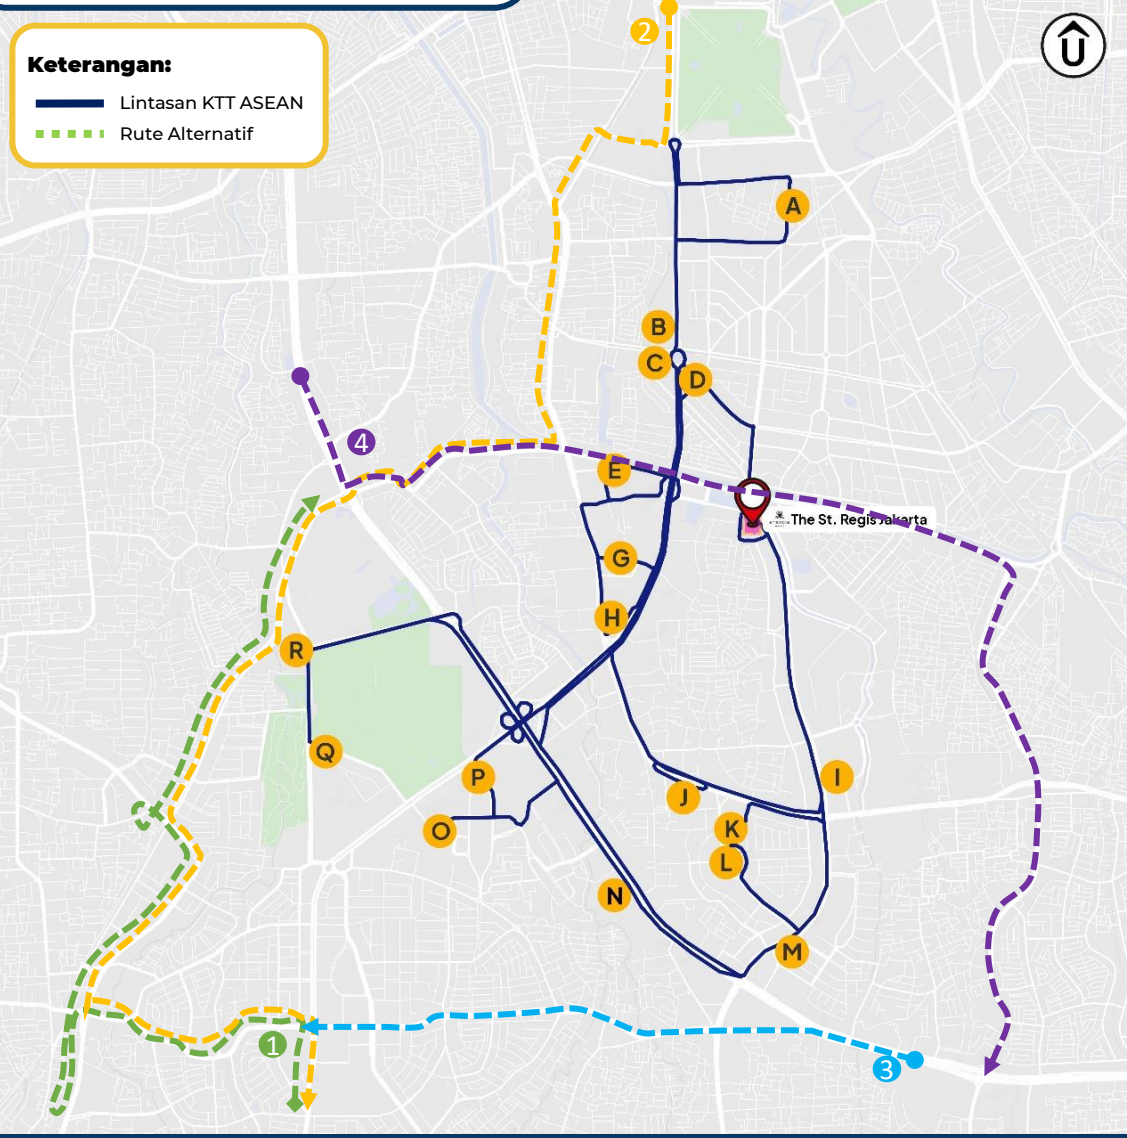 2
U
Keterangan:
Lintasan KTT ASEAN
Rute Alternatif
A
B
C
D
4
E
The St. Regis Jakarta
G
H
R
Q
P
I
J
O
K
L
N
M
1
3